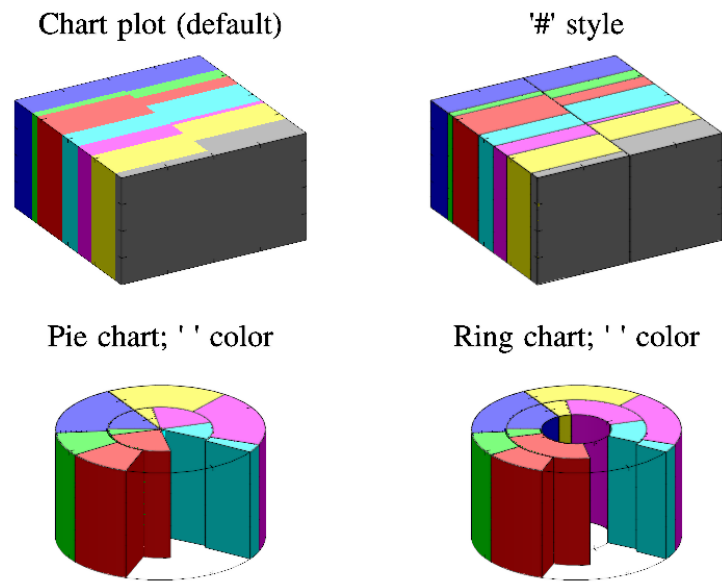 Chart plot (default)
'#' style
Pie chart; ' ' color
Ring chart; ' ' color